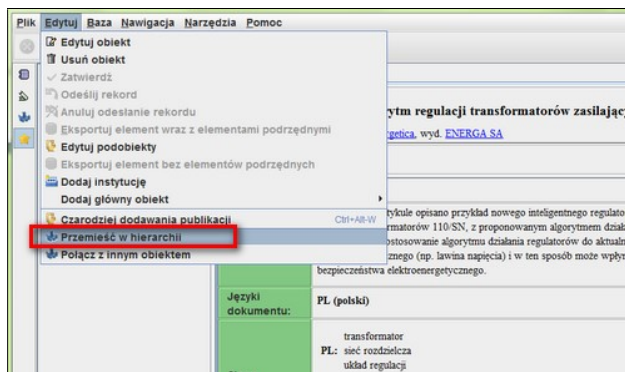 Plik Edytuj Baza Nawigacja Narzędzia Pomoc
Edytuj obiekt
Usuń obiekt
Zatwierdź
Odeślij rekord
Anuluj odesłanie rekordu
Eksportuj element wraz z elementami podrzędnymi
Edytuj podobiekty
Eksportuj element bez elementów podrzędnych
Dodaj instytucję
Dodaj główny obiekt
Czarodziej dodawania publikacji Ctrl+Alt-W
Przemieść w hierarchii
Połącz z innym obiektem
ytm regulacji transformatorów zasilając
getica, wyd. ENERGA SA
tykule opisano przykład nowego inteligentnego regulato
rmatorów 110/SN, z proponowanym algorytmem dział
ostosowanie algorytmu działania regulatorów do aktualn
znego (np. lawina napięcia) i w ten sposób może wpłyn
bezpieczeństwa elektroenergetycznego.
Języki
dokumentu:
PL (polski)
transformator
PL: sieć rozdzielcza
układ regulacji